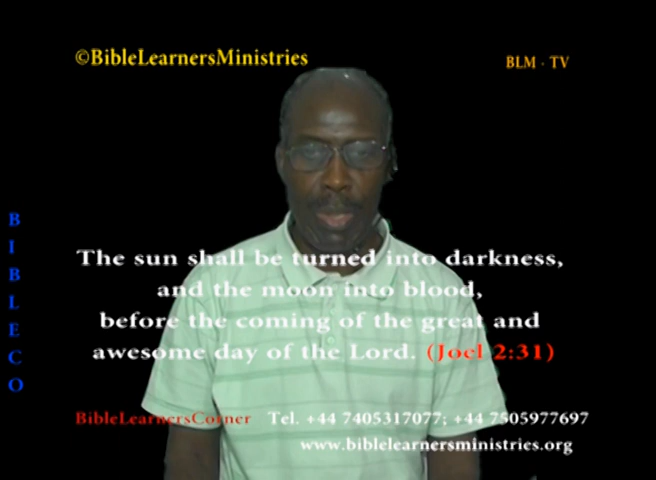 ©BibleLearnersMinistries
BLM - TV
BIBLECO
The sun shall be turned into darkness,
and the moon into blood,
before the coming of the great and
awesome day of the Lord. (Joel 2:31)
BibleLearnersCorner Tel. +44 7405317077; +44 7505977697
www.biblelearnersministries.org